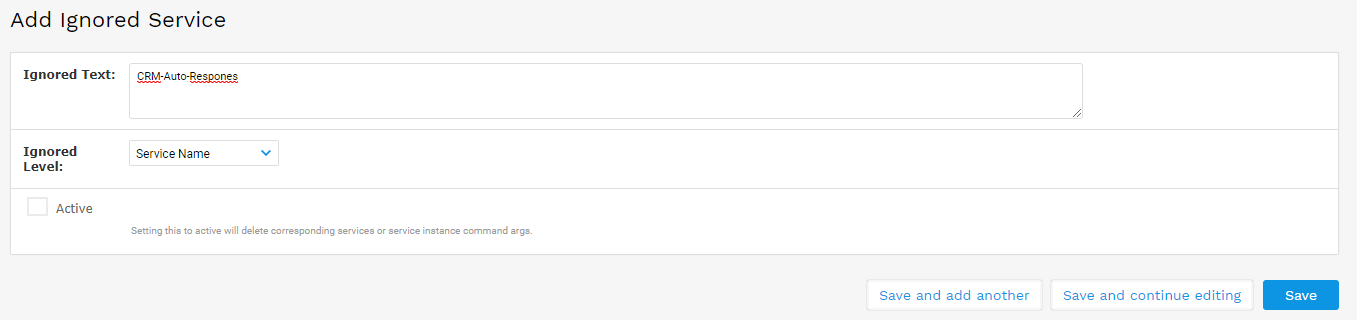 Add Ignored Service
Ignored Text:
CRM-Auto-Respones
Ignored
Level:
Service Name
Active
Setting this to active will delete corresponding services or service instance command args.
Save and add another
Save and continue editing
Save